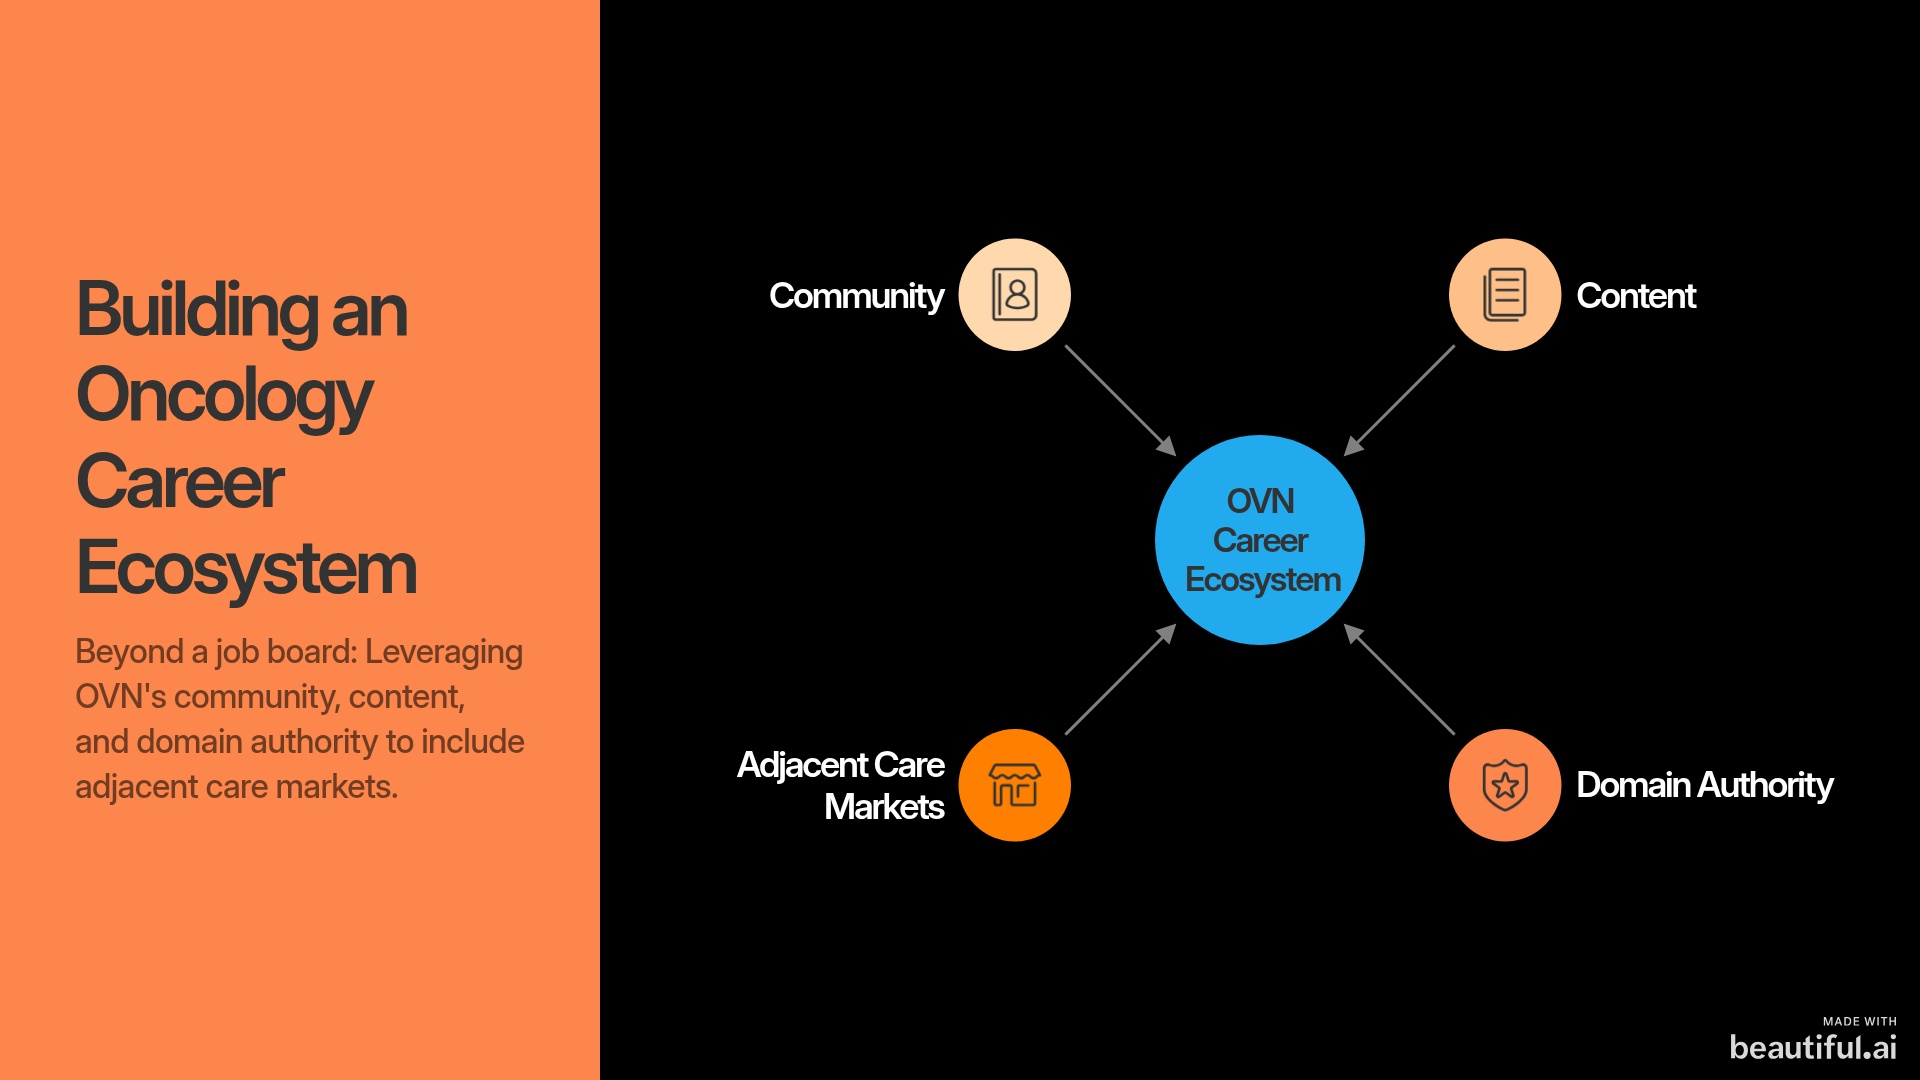 Building an
Oncology
Career
Ecosystem
Beyond a job board: Leveraging
OVN's community, content,
and domain authority to include
adjacent care markets.
Community
Content
OVN
Career
Ecosystem
Adjacent Care
Markets
Domain Authority
MADE WITH
beautiful.ai